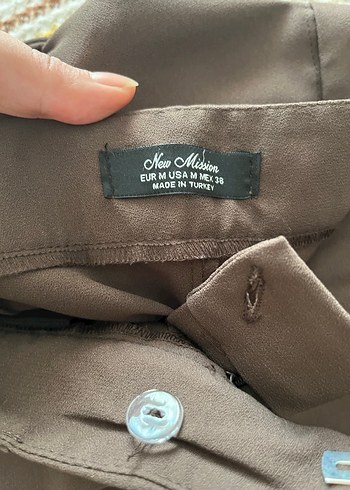 New Mission
EUR M USA M MEX 38
MADE IN TURKEY